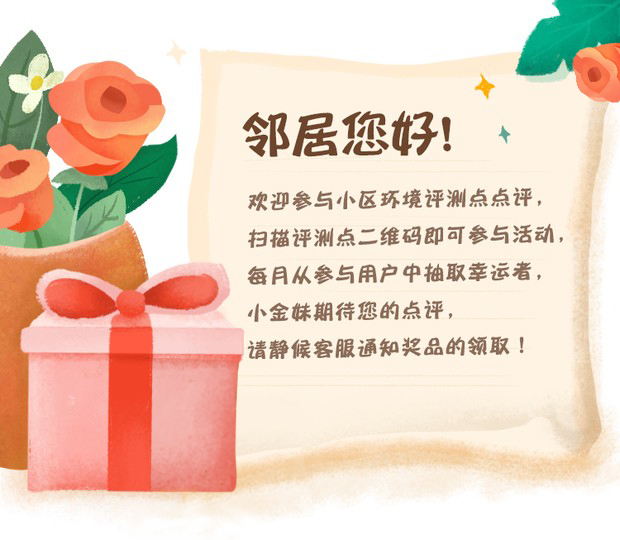 邻居您好!
欢迎参与小区环境评测点点评,
扫描评测点二维码即可参与活动,
每月从参与用户中抽取幸运者,
小金妹期待您的点评,
请静候客服通知奖品的领取！